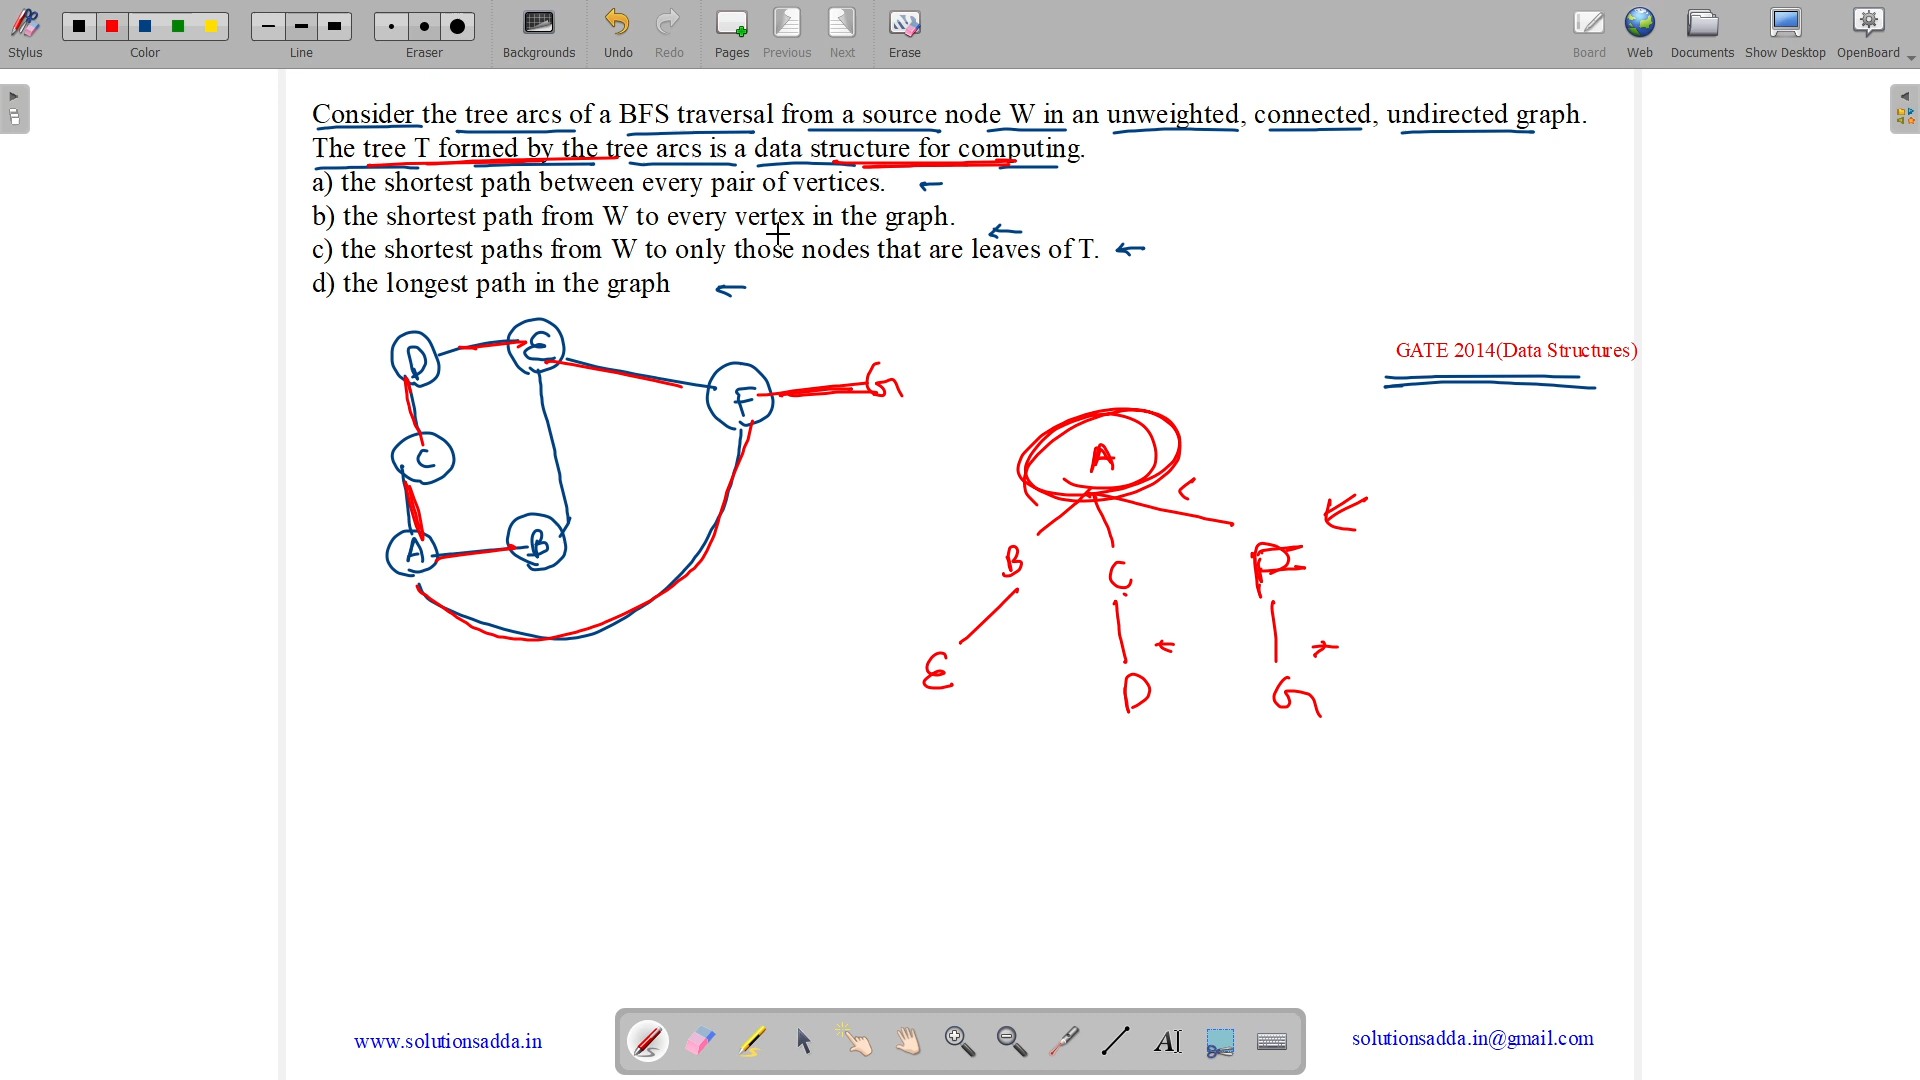 Stylus Color Line Eraser Backgrounds Undo Redo Pages Previous Next Erase Board Web Documents Show Desktop OpenBoard
Consider the tree arcs of a BFS traversal from a source node W in an unweighted, connected, undirected graph.
The tree T formed by the tree arcs is a data structure for computing.
a) the shortest path between every pair of vertices.
b) the shortest path from W to every vertex in the graph.
c) the shortest paths from W to only those nodes that are leaves of T.
d) the longest path in the graph
GATE 2014(Data Structures)
D E
F G
C
A B
A
B C F
E D G
www.solutionsadda.in
AI
solutionsadda.in@gmail.com